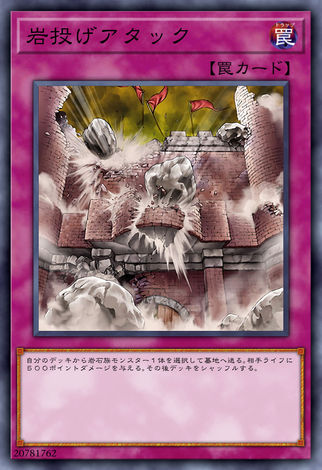 岩投げアタック
トラップ
罠
【罠カード】
自分のデッキから岩石族モンスター1体を選択して墓地へ送る。相手ライフに
500ポイントダメージを与える。その後デッキをシャッフルする。
20781762